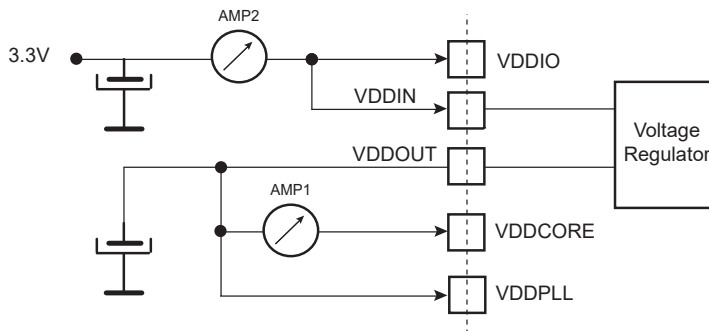 AMP2
3.3V
VDDIO
VDDIN
Voltage
Regulator
VDDOUT
AMP1
VDDCORE
VDDPLL